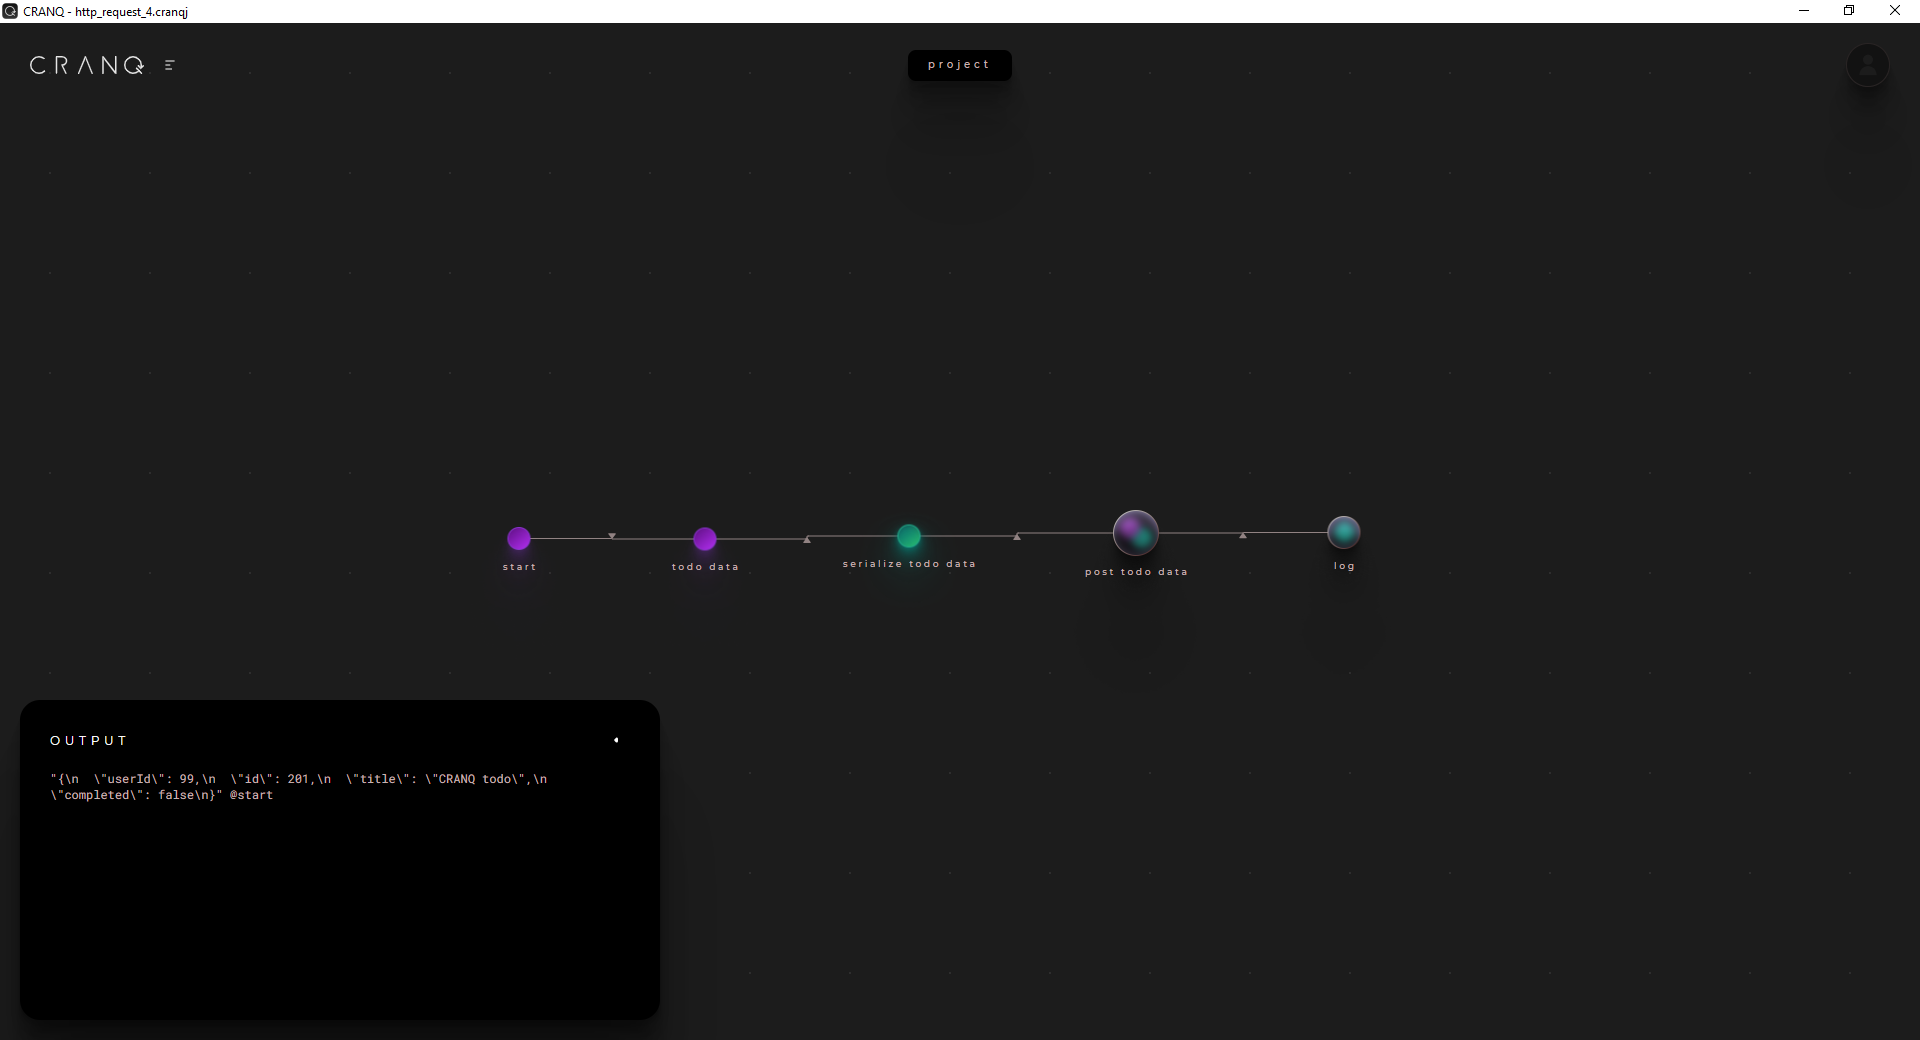 CRANQ - http_request_4.cranqj
CRANQ
project
start
todo data
serialize todo data
post todo data
log
OUTPUT
"{\n  \"userId\": 99,\n  \"id\": 201,\n  \"title\": \"CRANQ todo\",\n
\"completed\": false\n}" @start